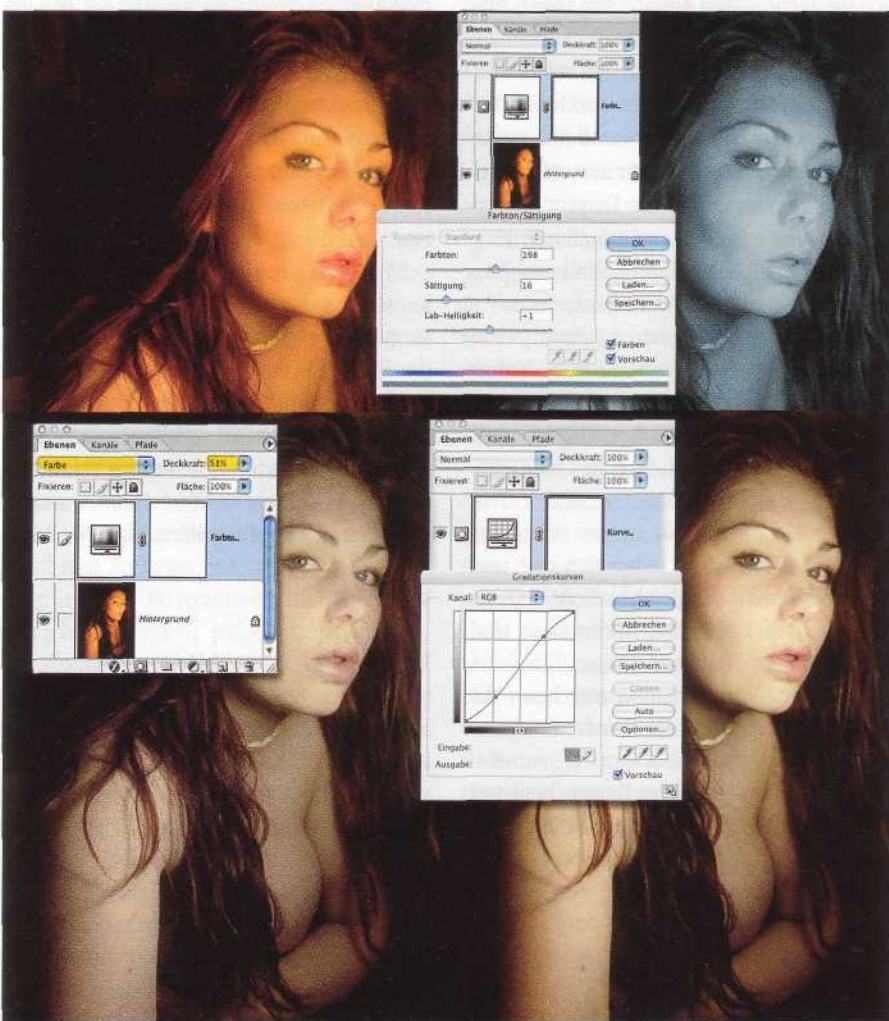 Ebenen Kanäle Pfade
Normal Deckkraft: 100%
Fixieren: Fläche: 100%
Farbt...
Hintergrund
Farbton/Sättigung
Bearbeiten: Standard
Farbton: 198
Sättigung: 16
Lab-Helligkeit: +1
OK
Abbrechen
Laden...
Speichern...
Färben
Vorschau
Ebenen Kanäle Pfade
Farbe Deckkraft: 51%
Fixieren: Fläche: 100%
Farbto...
Hintergrund
Ebenen Kanäle Pfade
Normal Deckkraft: 100%
Fixieren: Fläche: 100%
Kurve...
Gradationskurven
Kanal: RGB
OK
Abbrechen
Laden...
Speichern...
Glätten
Auto
Optionen...
Eingabe:
Ausgabe:
Vorschau